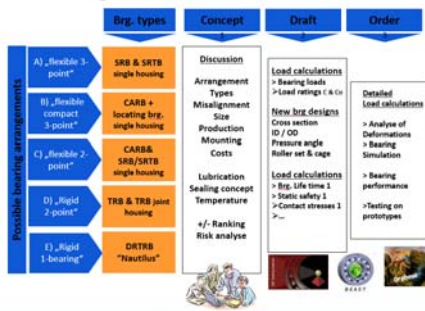 Brg. types
Concept
1
Draft
2
Order
3
Possible bearing arrangements
A) „flexible 3-
point"
SRB & SRTB
single housing
B) „flexible
compact
3-point"
CARB +
locating brg.
single housing
C) „flexible 2-
point"
CARB&
SRB/SRTB
single housing
D) „Rigid
2-point"
TRB & TRB joint
housing
E) „Rigid
1-bearing"
DRTRB
"Nautilus"
Discussion
Arrangement
Types
Misalignment
Size
Production
Mounting
Costs
Lubrication
Sealing concept
Temperature
+/- Ranking
Risk analyse
Load calculations
> Bearing loads
>Load ratings C & Co
New brg designs
Cross section
ID / OD
Pressure angle
Roller set & cage
Load calculations
> Brg. Life time 1
> Static safety 1
>Contact stresses 1
>...
Detailed
Load calculations
> Analyse of
Deformations
> Bearing
Simulation
> Bearing
performance
>Testing on
prototypes
BEAST